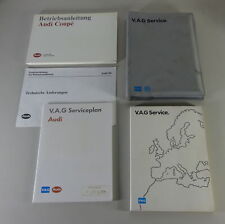 Betriebsanleitung
Audi Coupé
V.A.G Service
Technische Änderungen
V.A.G Serviceplan
Audi
V.A.G Service.